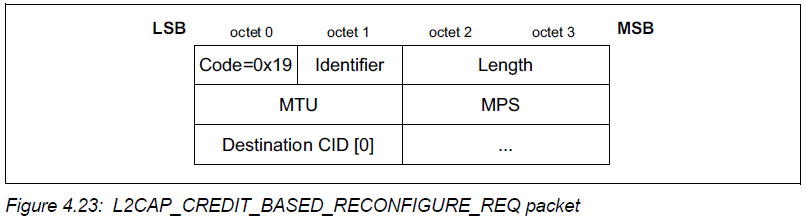 LSB octet 0 octet 1 octet 2 octet 3 MSB
Code=0x19 Identifier Length
MTU MPS
Destination CID [0] ...
Figure 4.23: L2CAP_CREDIT_BASED_RECONFIGURE_REQ packet